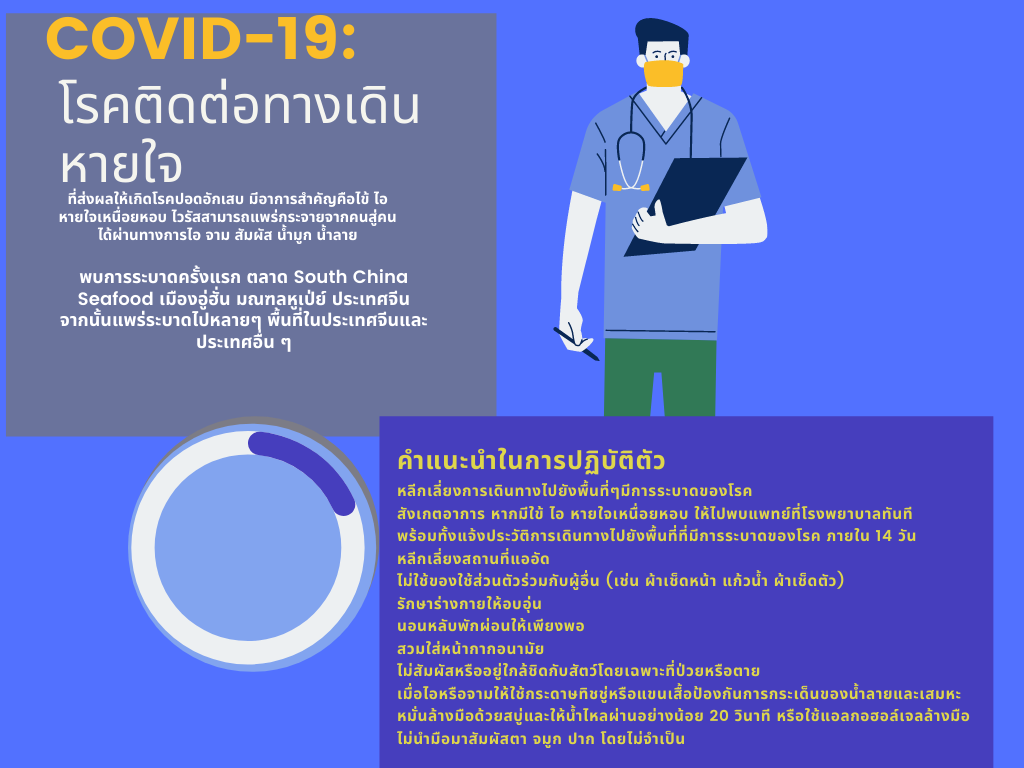 COVID-19:
โรคติดต่อทางเดิน
หายใจ
ที่ส่งผลให้เกิดโรคปอดอักเสบ มีอาการสำคัญคือไข้ ไอ
หายใจเหนื่อยหอบ ไวรัสสามารถแพร่กระจายจากคนสู่คน
ได้ผ่านทางการไอ จาม สัมผัส น้ำมูก น้ำลาย
พบการระบาดครั้งแรก ตลาด South China
Seafood เมืองอู่ฮั่น มณฑลหูเป่ย์ ประเทศจีน
จากนั้นแพร่ระบาดไปหลายๆ พื้นที่ในประเทศจีนและ
ประเทศอื่น ๆ
คำแนะนำในการปฏิบัติตัว
หลีกเลี่ยงการเดินทางไปยังพื้นที่ๆมีการระบาดของโรค
สังเกตอาการ หากมีใข้ ไอ หายใจเหนื่อยหอบ ให้ไปพบแพทย์ที่โรงพยาบาลทันที
พร้อมทั้งแจ้งประวัติการเดินทางไปยังพื้นที่ที่มีการระบาดของโรค ภายใน 14 วัน
หลีกเลี่ยงสถานที่แออัด
ไม่ใช้ของใช้ส่วนตัวร่วมกับผู้อื่น (เช่น ผ้าเช็ดหน้า แก้วน้ำ ผ้าเช็ดตัว)
รักษาร่างกายให้อบอุ่น
นอนหลับพักผ่อนให้เพียงพอ
สวมใส่หน้ากากอนามัย
ไม่สัมผัสหรืออยู่ใกล้ชิดกับสัตว์โดยเฉพาะที่ป่วยหรือตาย
เมื่อไอหรือจามให้ใช้กระดาษทิชชู่หรือแขนเสื้อป้องกันการกระเด็นของน้ำลายและเสมหะ
หมั่นล้างมือด้วยสบู่และให้น้ำไหลผ่านอย่างน้อย 20 วินาที หรือใช้แอลกอฮอล์เจลล้างมือ
ไม่นำมือมาสัมผัสตา จมูก ปาก โดยไม่จำเป็น